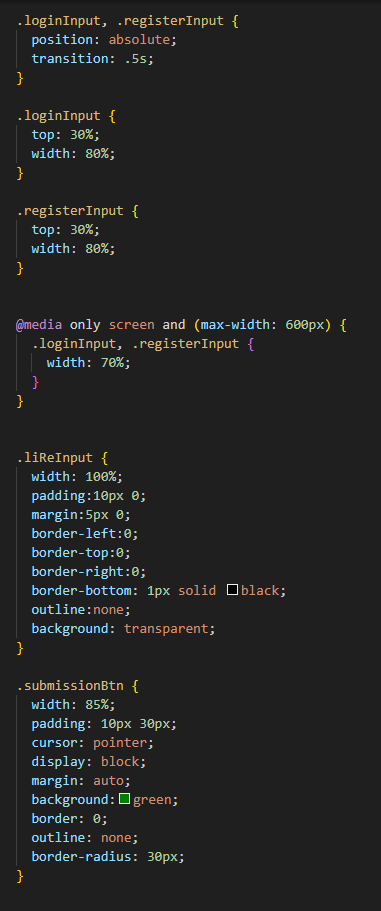 .loginInput, .registerInput {
  position: absolute;
  transition: .5s;
}

.loginInput {
  top: 30%;
  width: 80%;
}

.registerInput {
  top: 30%;
  width: 80%;
}


@media only screen and (max-width: 600px) {
  .loginInput, .registerInput {
    width: 70%;
  }
}


.liReInput {
  width: 100%;
  padding:10px 0;
  margin:5px 0;
  border-left:0;
  border-top:0;
  border-right:0;
  border-bottom: 1px solid black;
  outline:none;
  background: transparent;
}

.submissionBtn {
  width: 85%;
  padding: 10px 30px;
  cursor: pointer;
  display: block;
  margin: auto;
  background:green;
  border: 0;
  outline: none;
  border-radius: 30px;
}